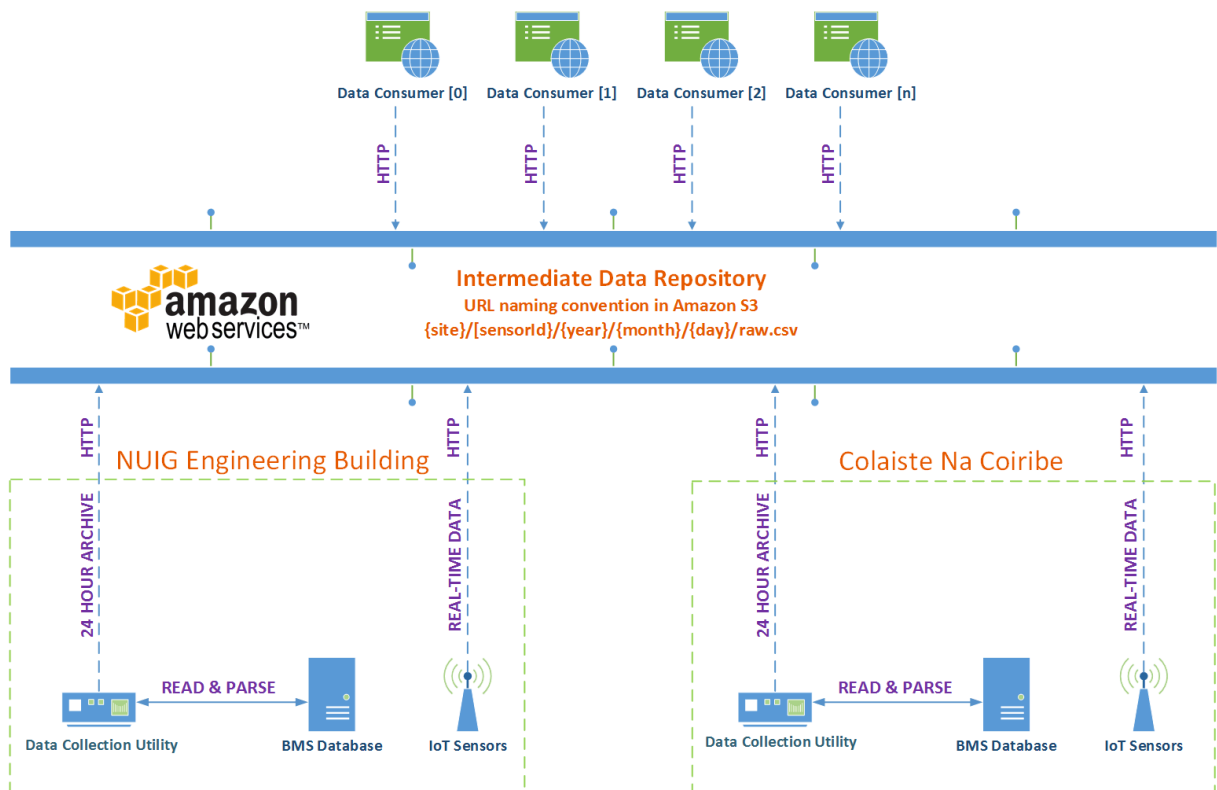 Data Consumer [0]
Data Consumer [1]
Data Consumer [2]
Data Consumer [n]
HTTP
HTTP
HTTP
HTTP
amazon
web services™
Intermediate Data Repository
URL naming convention in Amazon S3
{site}/[sensorId/{year}/{month}/{day}/raw.csv
HTTP
HTTP
HTTP
HTTP
NUIG Engineering Building
Colaiste Na Coiribe
24 HOUR ARCHIVE
REAL-TIME DATA
24 HOUR ARCHIVE
REAL-TIME DATA
READ & PARSE
READ & PARSE
Data Collection Utility
BMS Database
IoT Sensors
Data Collection Utility
BMS Database
IoT Sensors